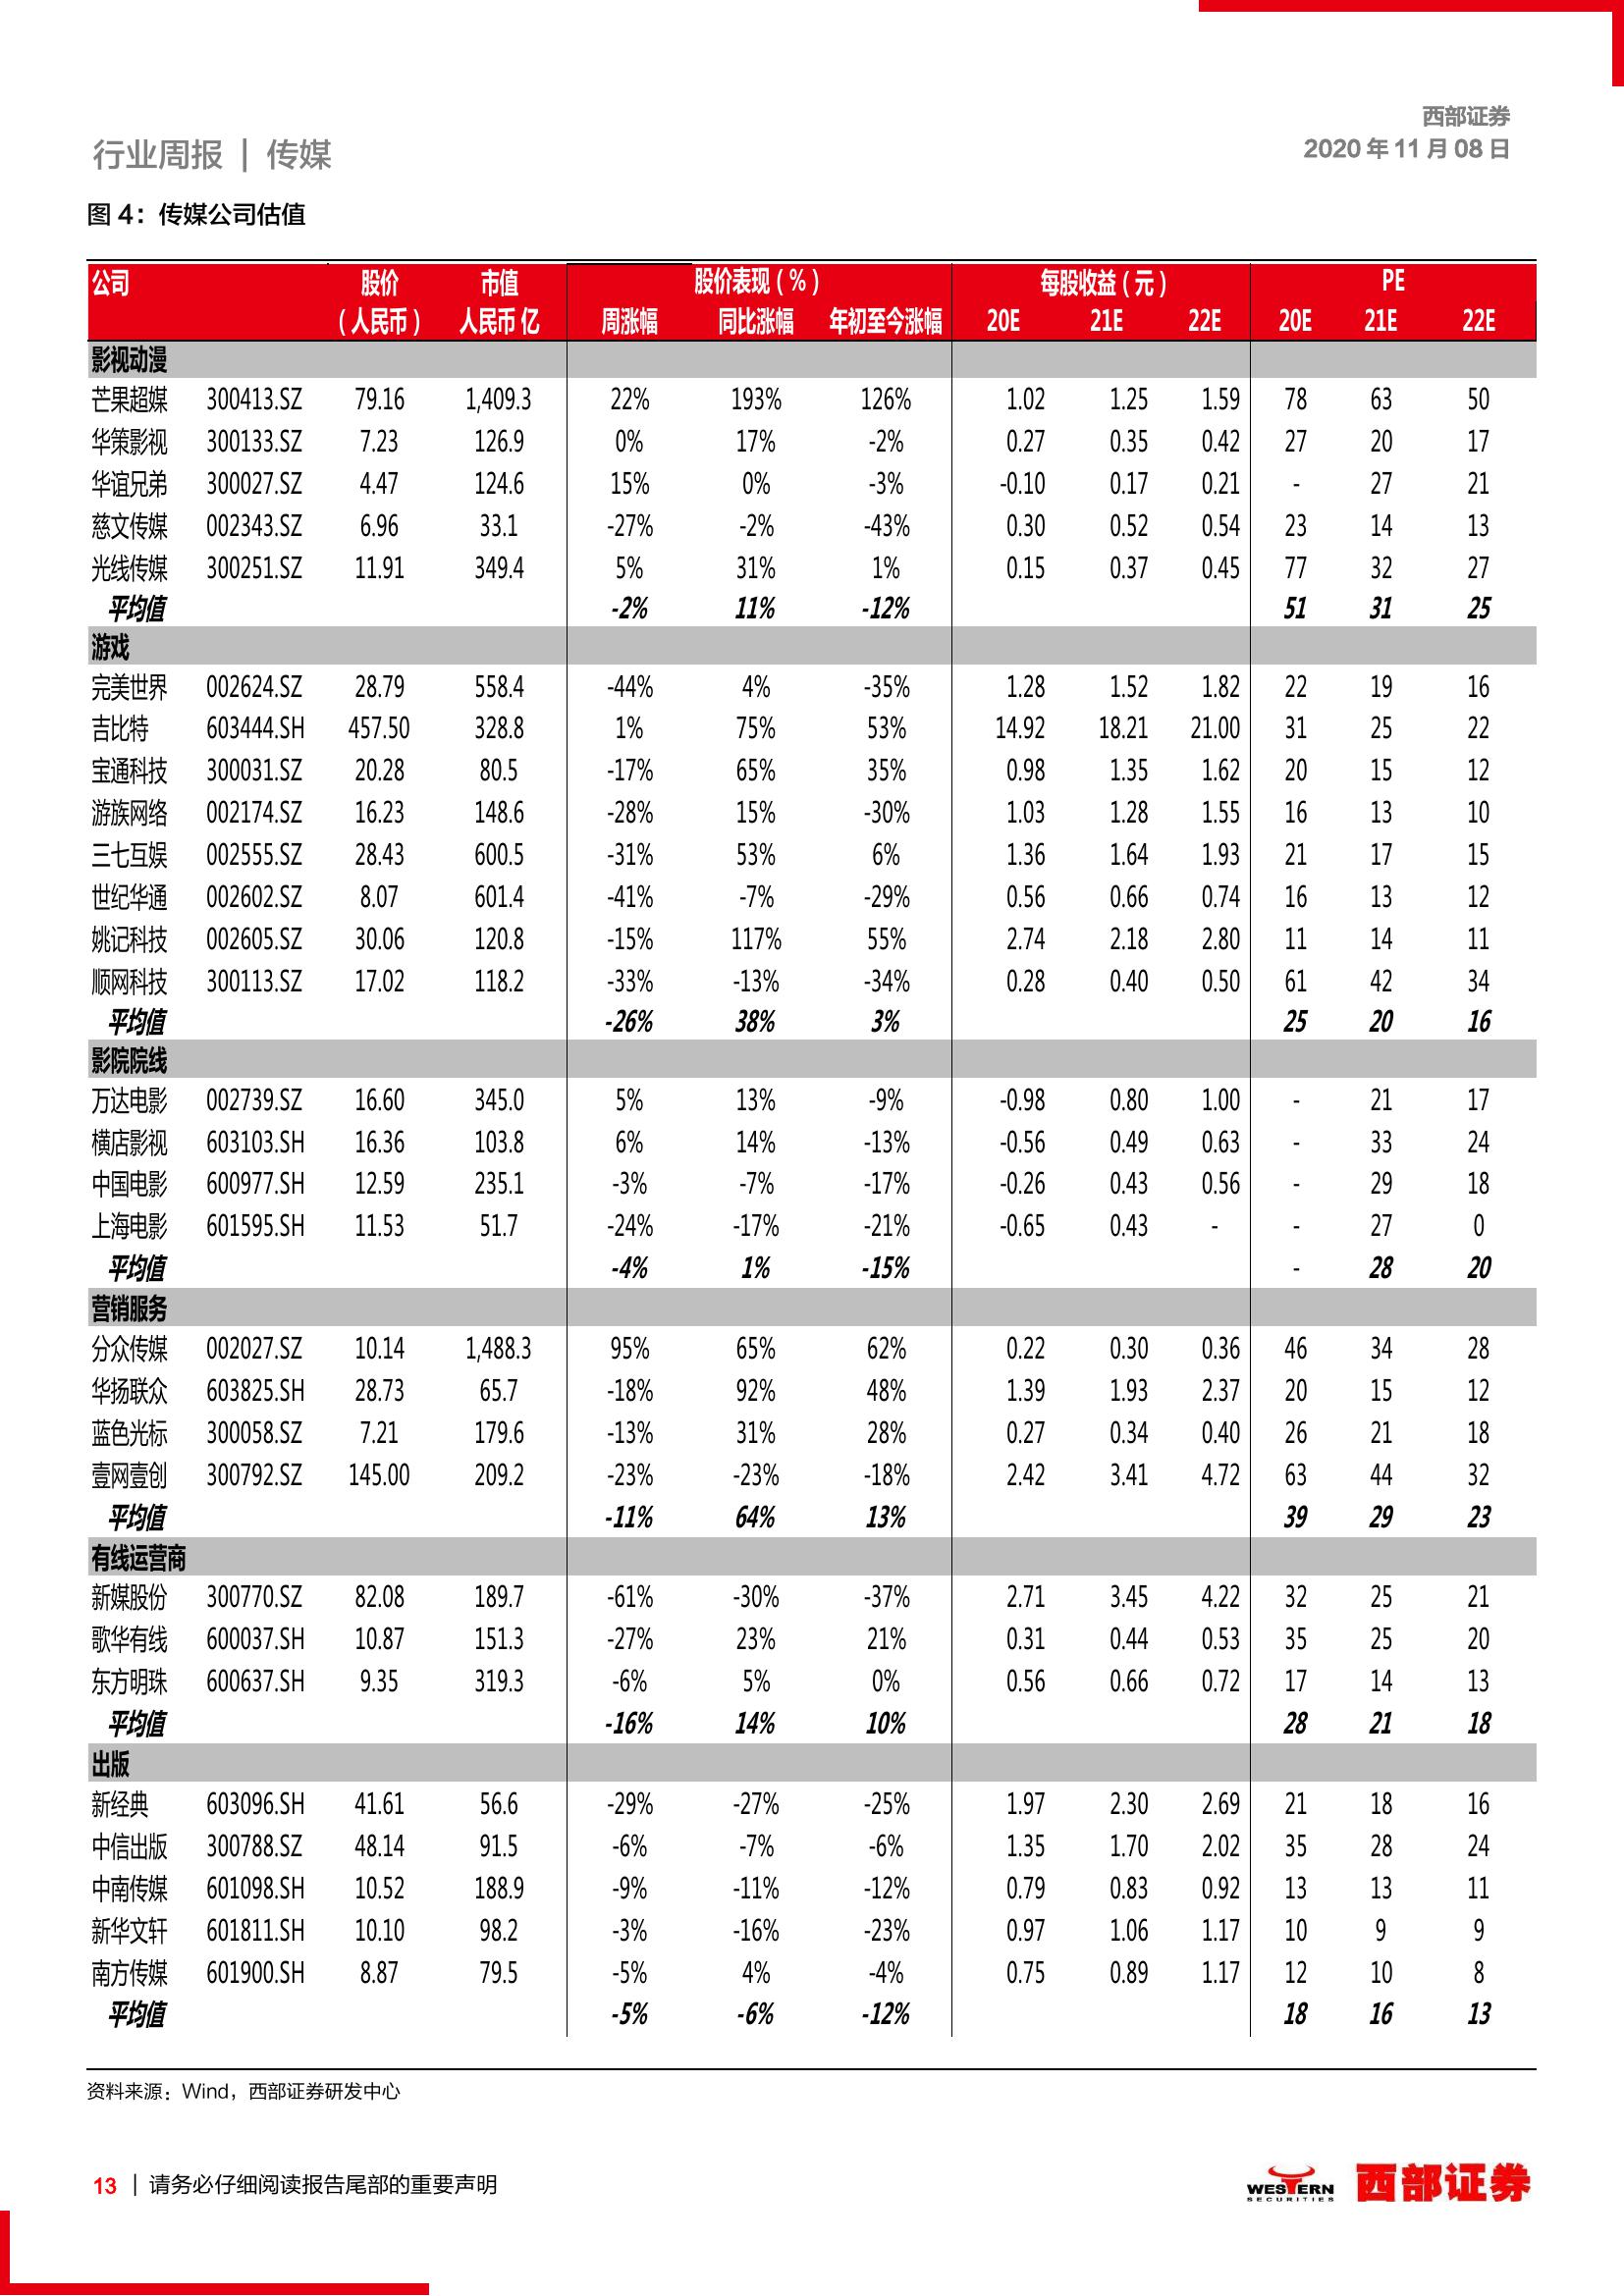 西部证券
行业周报 | 传媒 2020 年 11 月 08 日
图 4：传媒公司估值
公司 股价 市值 股价表现（%） 每股收益（元） PE
（人民币） 人民币 亿 周涨幅 同比涨幅 年初至今涨幅 20E 21E 22E 20E 21E 22E
影视动漫
芒果超媒 300413.SZ 79.16 1,409.3 22% 193% 126% 1.02 1.25 1.59 78 63 50
华策影视 300133.SZ 7.23 126.9 0% 17% -2% 0.27 0.35 0.42 27 20 17
华谊兄弟 300027.SZ 4.47 124.6 15% 0% -3% -0.10 0.17 0.21 - 27 21
慈文传媒 002343.SZ 6.96 33.1 -27% -2% -43% 0.30 0.52 0.54 23 14 13
光线传媒 300251.SZ 11.91 349.4 5% 31% 1% 0.15 0.37 0.45 77 32 27
平均值 -2% 11% -12% 51 31 25
游戏
完美世界 002624.SZ 28.79 558.4 -44% 4% -35% 1.28 1.52 1.82 22 19 16
吉比特 603444.SH 457.50 328.8 1% 75% 53% 14.92 18.21 21.00 31 25 22
宝通科技 300031.SZ 20.28 80.5 -17% 65% 35% 0.98 1.35 1.62 20 15 12
游族网络 002174.SZ 16.23 148.6 -28% 15% -30% 1.03 1.28 1.55 16 13 10
三七互娱 002555.SZ 28.43 600.5 -31% 53% 6% 1.36 1.64 1.93 21 17 15
世纪华通 002602.SZ 8.07 601.4 -41% -7% -29% 0.56 0.66 0.74 16 13 12
姚记科技 002605.SZ 30.06 120.8 -15% 117% 55% 2.74 2.18 2.80 11 14 11
顺网科技 300113.SZ 17.02 118.2 -33% -13% -34% 0.28 0.40 0.50 61 42 34
平均值 -26% 38% 3% 25 20 16
影院院线
万达电影 002739.SZ 16.60 345.0 5% 13% -9% -0.98 0.80 1.00 - 21 17
横店影视 603103.SH 16.36 103.8 6% 14% -13% -0.56 0.49 0.63 - 33 24
中国电影 600977.SH 12.59 235.1 -3% -7% -17% -0.26 0.43 0.56 - 29 18
上海电影 601595.SH 11.53 51.7 -24% -17% -21% -0.65 0.43 - - 27 0
平均值 -4% 1% -15% - 28 20
营销服务
分众传媒 002027.SZ 10.14 1,488.3 95% 65% 62% 0.22 0.30 0.36 46 34 28
华扬联众 603825.SH 28.73 65.7 -18% 92% 48% 1.39 1.93 2.37 20 15 12
蓝色光标 300058.SZ 7.21 179.6 -13% 31% 28% 0.27 0.34 0.40 26 21 18
壹网壹创 300792.SZ 145.00 209.2 -23% -23% -18% 2.42 3.41 4.72 63 44 32
平均值 -11% 64% 13% 39 29 23
有线运营商
新媒股份 300770.SZ 82.08 189.7 -61% -30% -37% 2.71 3.45 4.22 32 25 21
歌华有线 600037.SH 10.87 151.3 -27% 23% 21% 0.31 0.44 0.53 35 25 20
东方明珠 600637.SH 9.35 319.3 -6% 5% 0% 0.56 0.66 0.72 17 14 13
平均值 -16% 14% 10% 28 21 18
出版
新经典 603096.SH 41.61 56.6 -29% -27% -25% 1.97 2.30 2.69 21 18 16
中信出版 300788.SZ 48.14 91.5 -6% -7% -6% 1.35 1.70 2.02 35 28 24
中南传媒 601098.SH 10.52 188.9 -9% -11% -12% 0.79 0.83 0.92 13 13 11
新华文轩 601811.SH 10.10 98.2 -3% -16% -23% 0.97 1.06 1.17 10 9 9
南方传媒 601900.SH 8.87 79.5 -5% 4% -4% 0.75 0.89 1.17 12 10 8
平均值 -5% -6% -12% 18 16 13
资料来源：Wind，西部证券研发中心
13 | 请务必仔细阅读报告尾部的重要声明
WESTERN
SECURITIES
西部证券